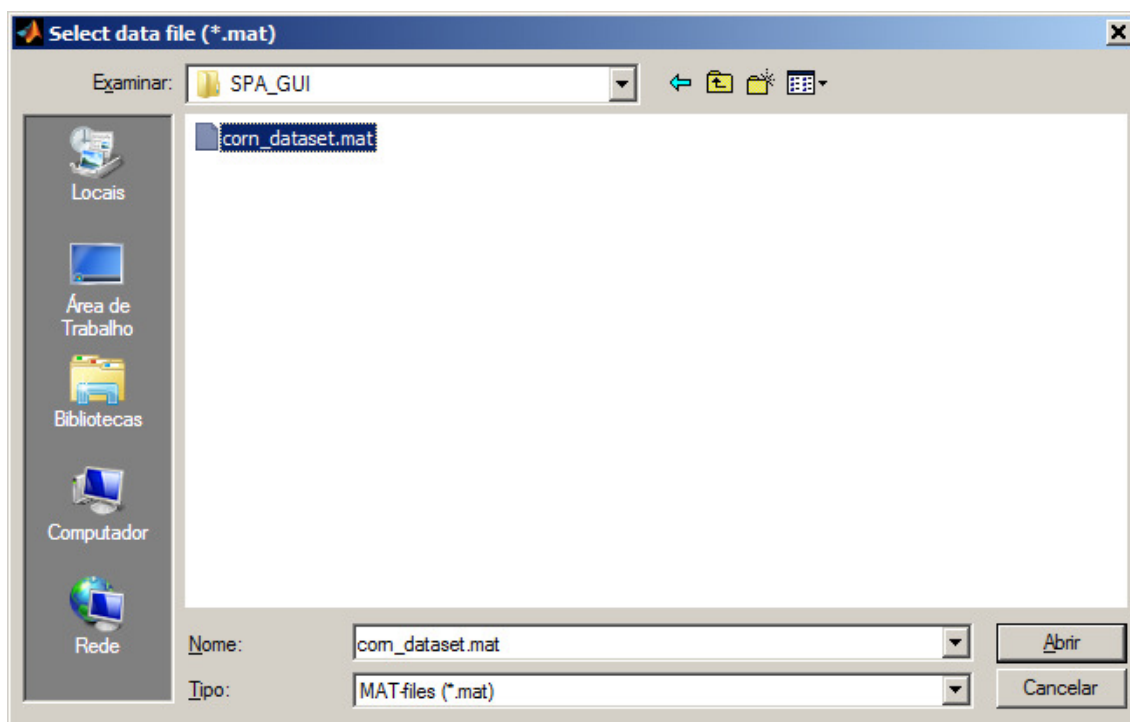 Select data file (*.mat)
Examinar:
SPA_GUI
corn_dataset.mat
Locais
Área de
Trabalho
Bibliotecas
Computador
Rede
Nome:
corn_dataset.mat
Abrir
Tipo:
MAT-files (*.mat)
Cancelar